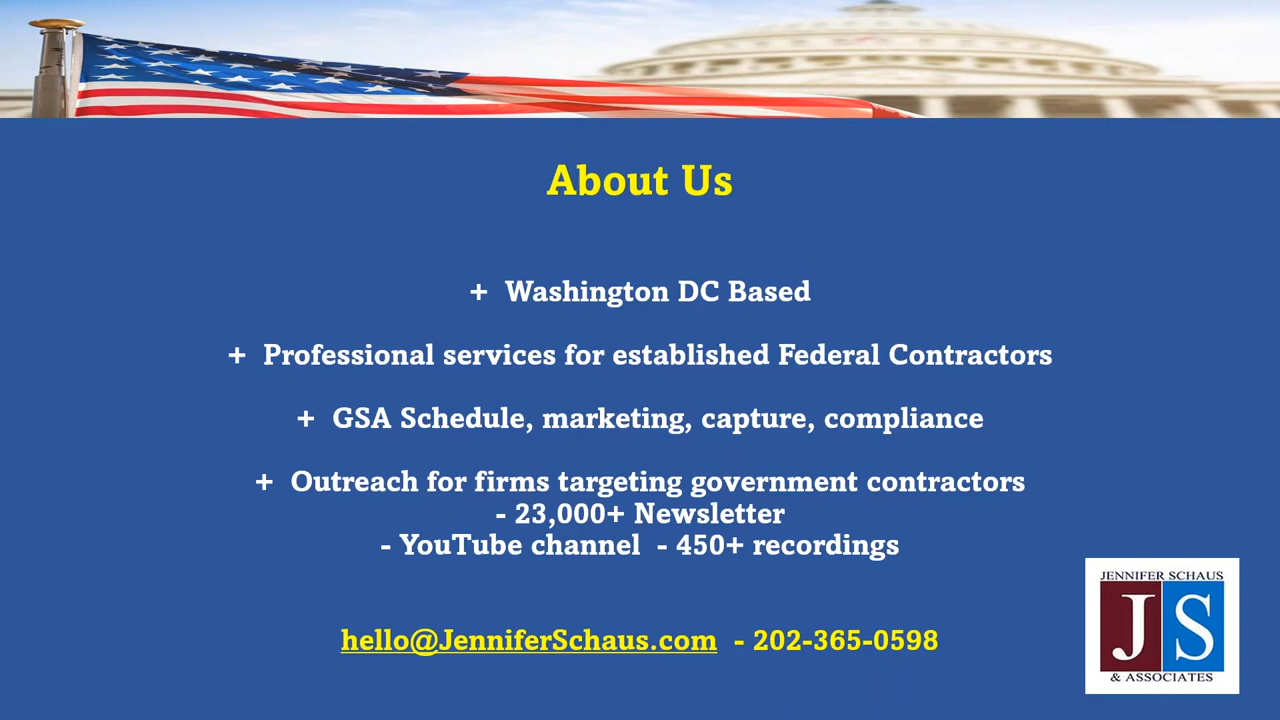 About Us
+ Washington DC Based
+ Professional services for established Federal Contractors
+ GSA Schedule, marketing, capture, compliance
+ Outreach for firms targeting government contractors
- 23,000+ Newsletter
- YouTube channel - 450+ recordings
hello@JenniferSchaus.com - 202-365-0598
JENNIFER SCHAUS
JS
& ASSOCIATES